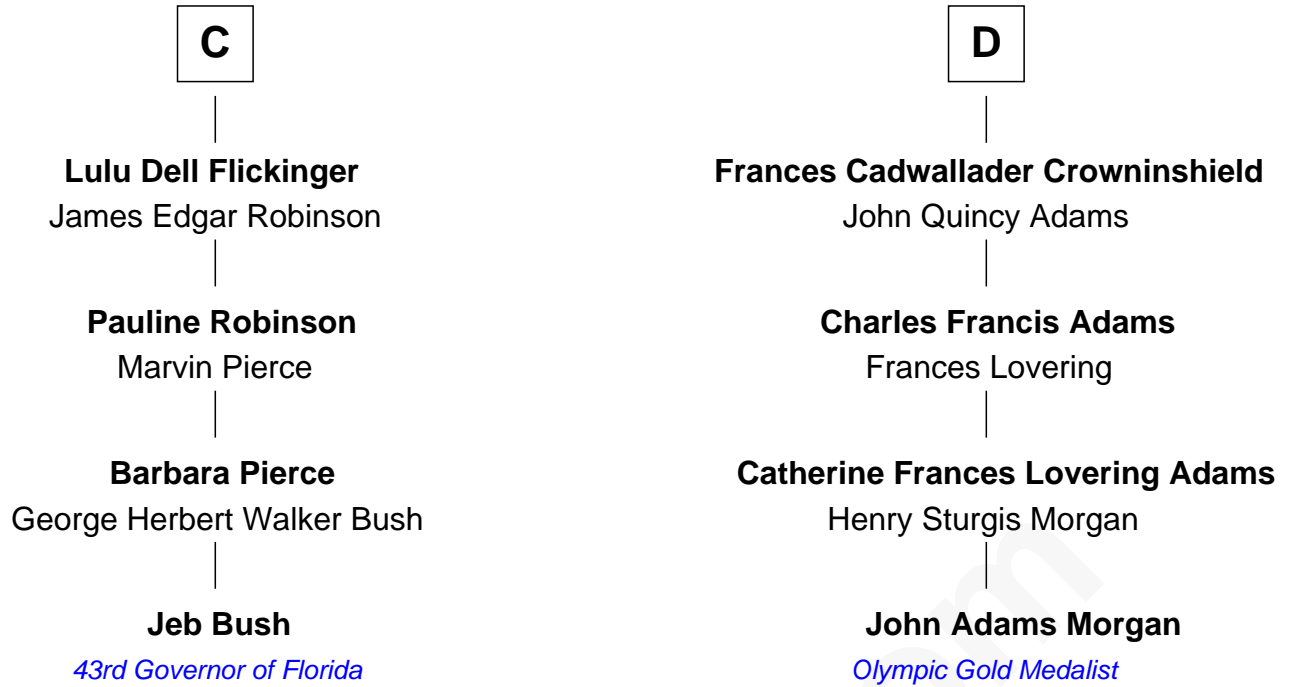 C
Lulu Dell Flickinger
James Edgar Robinson
Pauline Robinson
Marvin Pierce
Barbara Pierce
George Herbert Walker Bush
Jeb Bush
43rd Governor of Florida
D
Frances Cadwallader Crowninshield
John Quincy Adams
Charles Francis Adams
Frances Lovering
Catherine Frances Lovering Adams
Henry Sturgis Morgan
John Adams Morgan
Olympic Gold Medalist